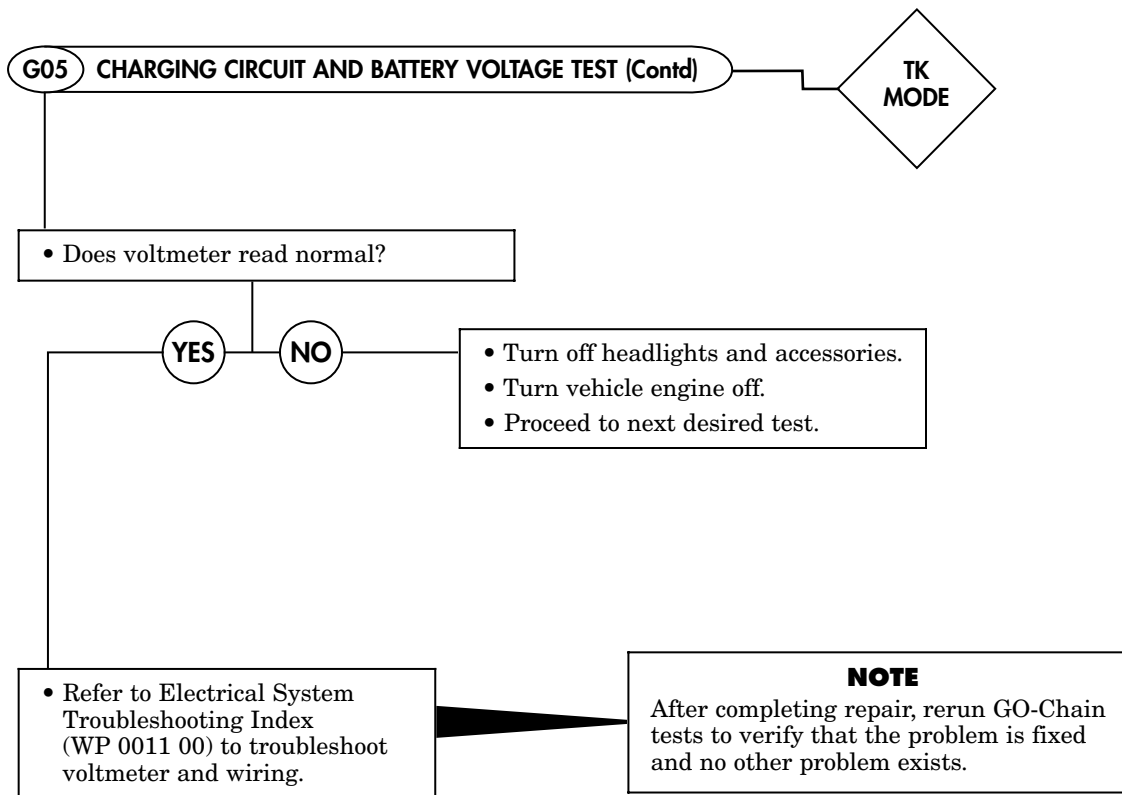 G05 CHARGING CIRCUIT AND BATTERY VOLTAGE TEST (Contd)
TK
MODE
• Does voltmeter read normal?
YES
NO
• Turn off headlights and accessories.
• Turn vehicle engine off.
• Proceed to next desired test.
• Refer to Electrical System
Troubleshooting Index
(WP 0011 00) to troubleshoot
voltmeter and wiring.
NOTE
After completing repair, rerun GO-Chain
tests to verify that the problem is fixed
and no other problem exists.